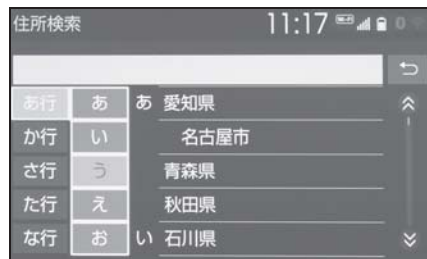 住所検索 11:17
あ行 あ あ 愛知県
か行 い 名古屋市
さ行 う 青森県
た行 え 秋田県
な行 お い 石川県